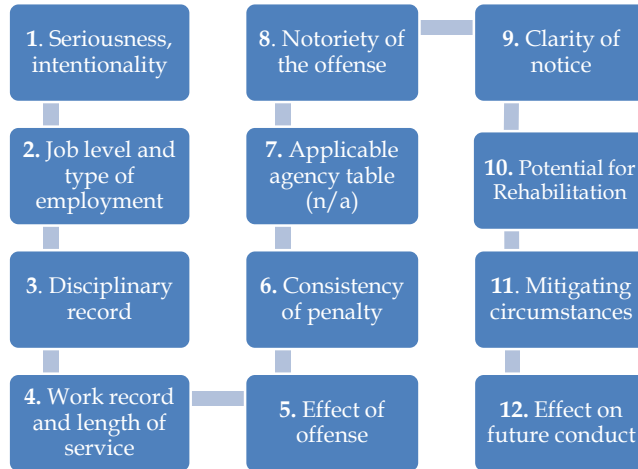 1. Seriousness,
intentionality
2. Job level and
type of
employment
3. Disciplinary
record
4. Work record
and length of
service
5. Effect of
offense
6. Consistency
of penalty
7. Applicable
agency table
(n/a)
8. Notoriety of
the offense
9. Clarity of
notice
10. Potential for
Rehabilitation
11. Mitigating
circumstances
12. Effect on
future conduct